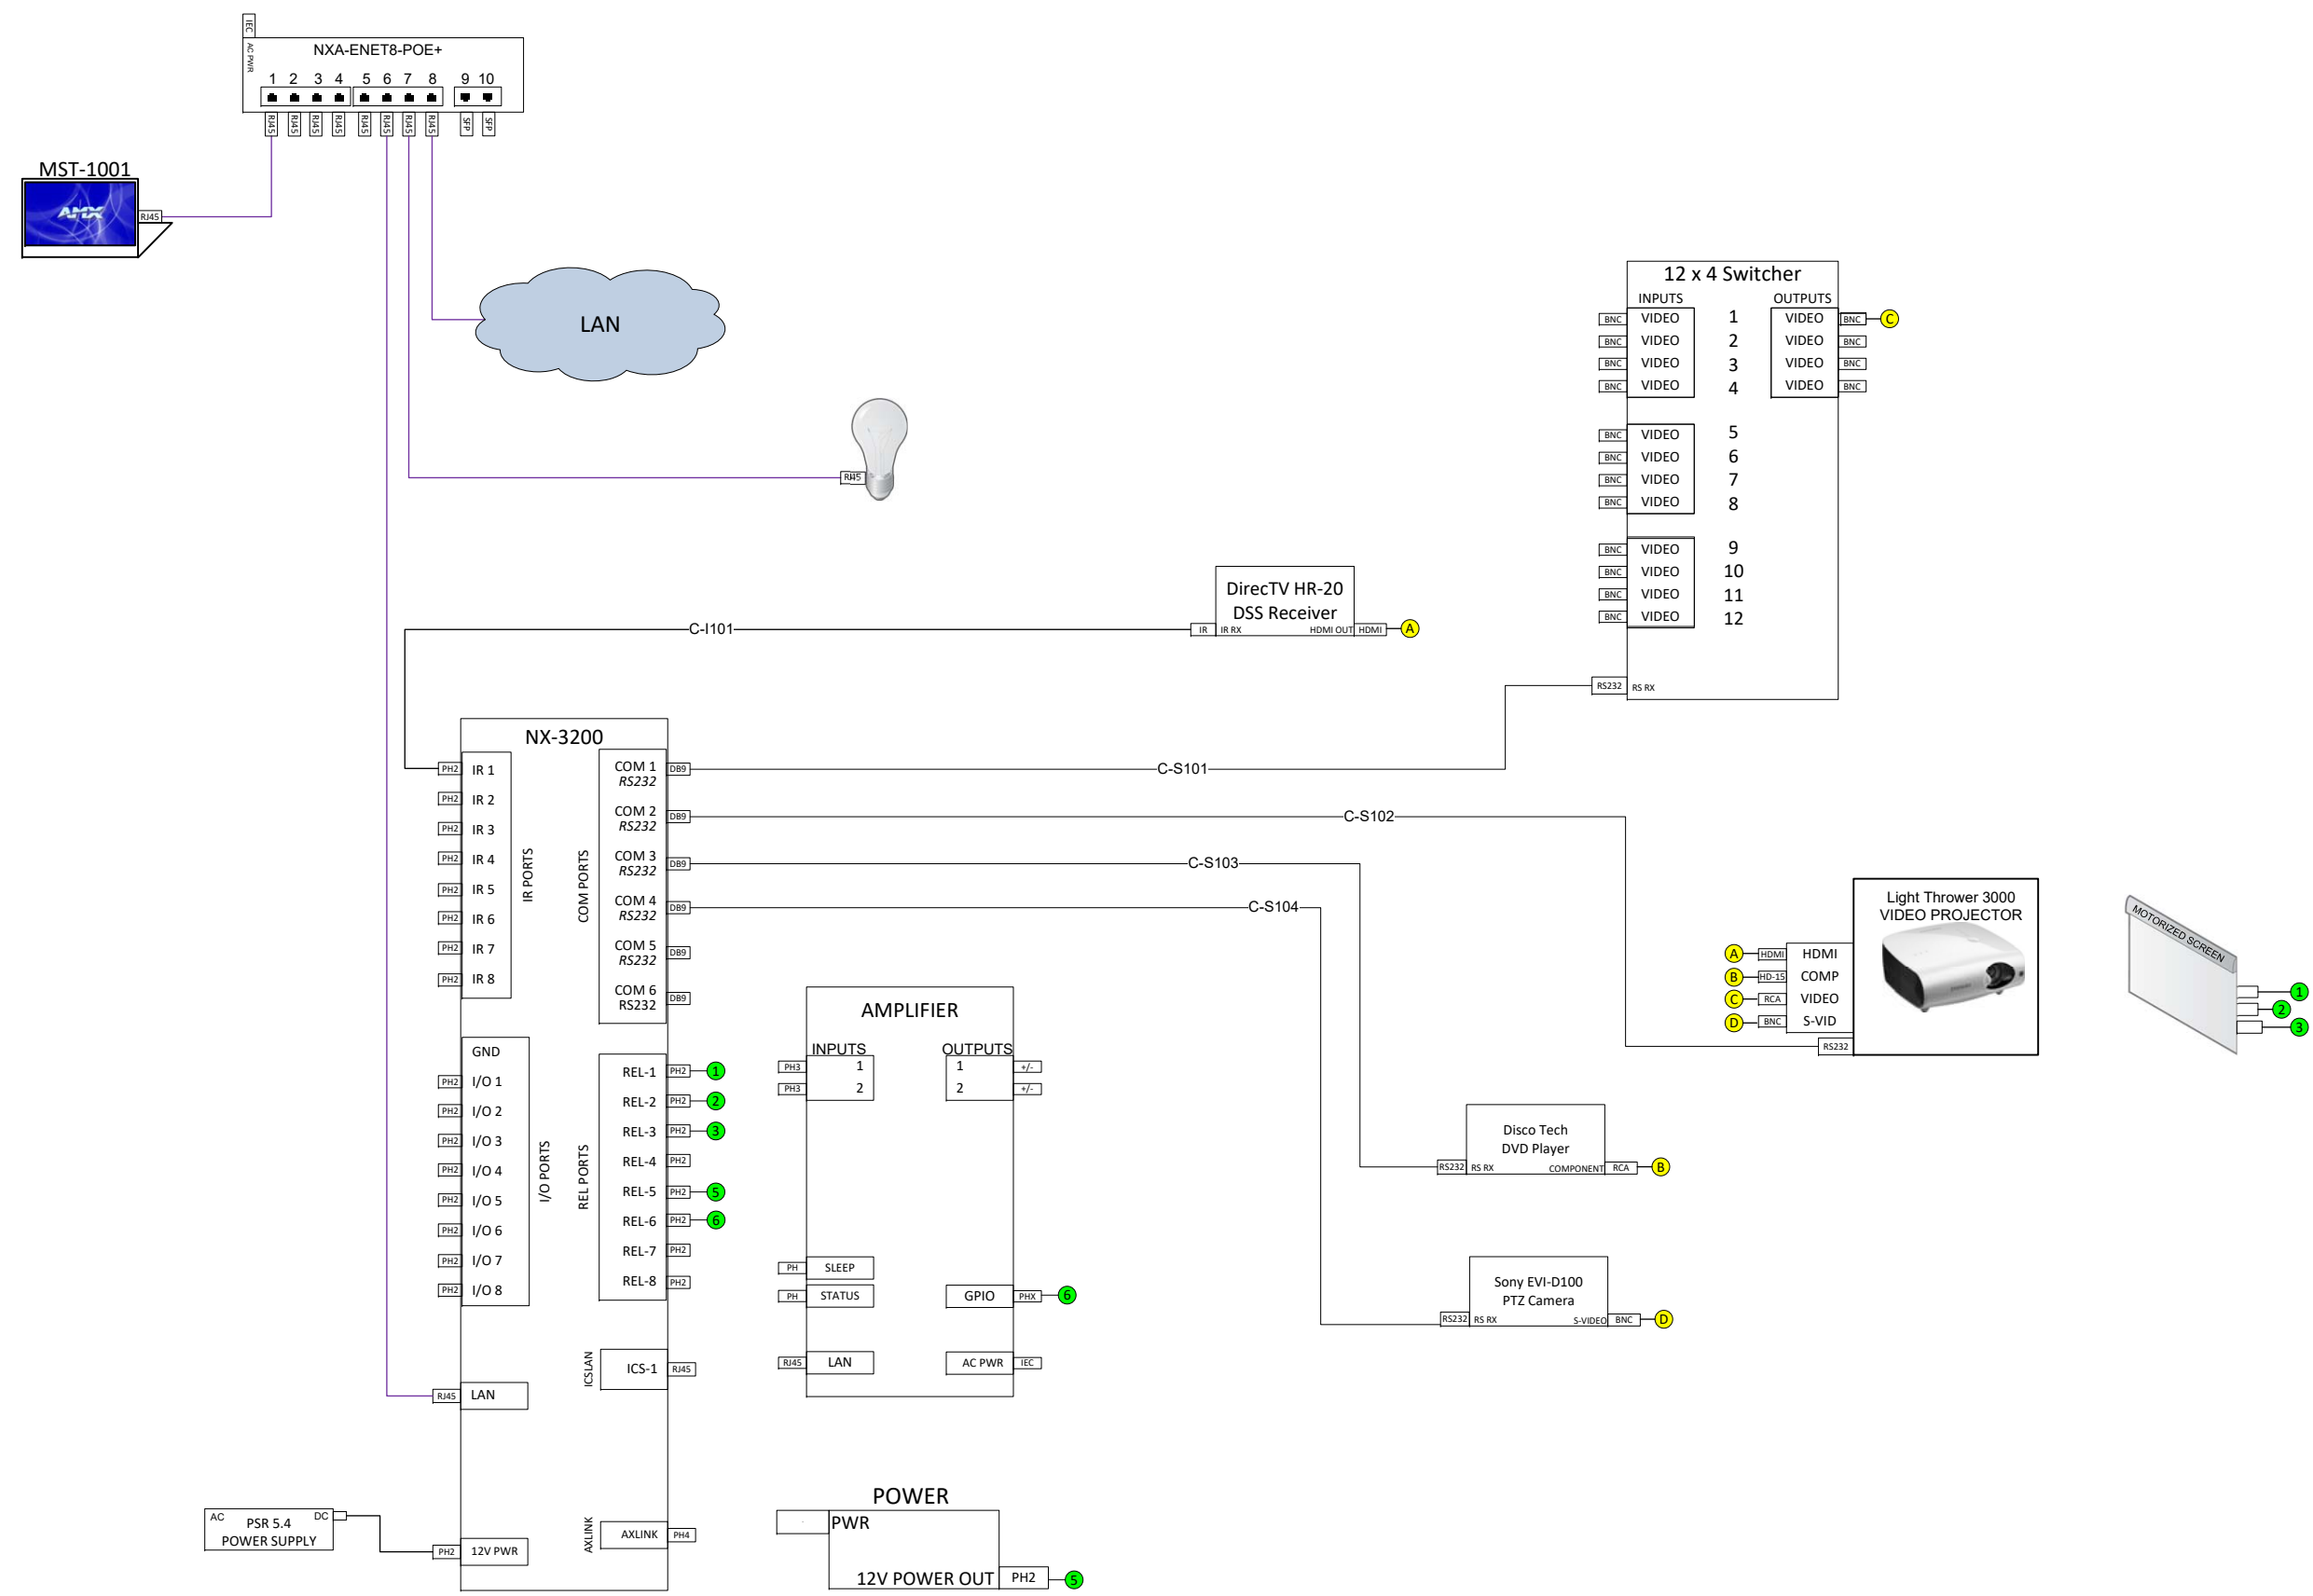 IEC
AC PWR
NXA-ENET8-POE+
1 2 3 4 5 6 7 8 9 10
RJ45 RJ45 RJ45 RJ45 RJ45 RJ45 RJ45 RJ45 SFP SFP
MST-1001
AMX
RJ45
LAN
RJ45
12 x 4 Switcher
INPUTS OUTPUTS
BNC VIDEO 1 VIDEO BNC C
BNC VIDEO 2 VIDEO BNC
BNC VIDEO 3 VIDEO BNC
BNC VIDEO 4 VIDEO BNC
BNC VIDEO 5
BNC VIDEO 6
BNC VIDEO 7
BNC VIDEO 8
BNC VIDEO 9
BNC VIDEO 10
BNC VIDEO 11
BNC VIDEO 12
RS232 RS RX
DirecTV HR-20
DSS Receiver
IR IR RX HDMI OUT HDMI A
C-I101
C-S101
C-S102
C-S103
C-S104
NX-3200
IR PORTS
PH2 IR 1
PH2 IR 2
PH2 IR 3
PH2 IR 4
PH2 IR 5
PH2 IR 6
PH2 IR 7
PH2 IR 8
COM PORTS
COM 1 DB9
RS232
COM 2 DB9
RS232
COM 3 DB9
RS232
COM 4 DB9
RS232
COM 5 DB9
RS232
COM 6 DB9
RS232
I/O PORTS
GND
PH2 I/O 1
PH2 I/O 2
PH2 I/O 3
PH2 I/O 4
PH2 I/O 5
PH2 I/O 6
PH2 I/O 7
PH2 I/O 8
REL PORTS
REL-1 PH2 1
REL-2 PH2 2
REL-3 PH2 3
REL-4 PH2
REL-5 PH2 5
REL-6 PH2 6
REL-7 PH2
REL-8 PH2
ICSLAN
ICS-1 RJ45
RJ45 LAN
AXLINK
AXLINK PH4
PH2 12V PWR
AC DC
PSR 5.4
POWER SUPPLY
AMPLIFIER
INPUTS OUTPUTS
PH3 1 1 +/-
PH3 2 2 +/-
PH SLEEP
PH STATUS GPIO PHX 6
RJ45 LAN AC PWR IEC
POWER
PWR
12V POWER OUT PH2 5
Light Thrower 3000
VIDEO PROJECTOR
A HDMI HDMI
B HD-15 COMP
C RCA VIDEO
D BNC S-VID
RS232
MOTORIZED SCREEN
1
2
3
Disco Tech
DVD Player
RS232 RS RX COMPONENT RCA B
Sony EVI-D100
PTZ Camera
RS232 RS RX S-VIDEO BNC D